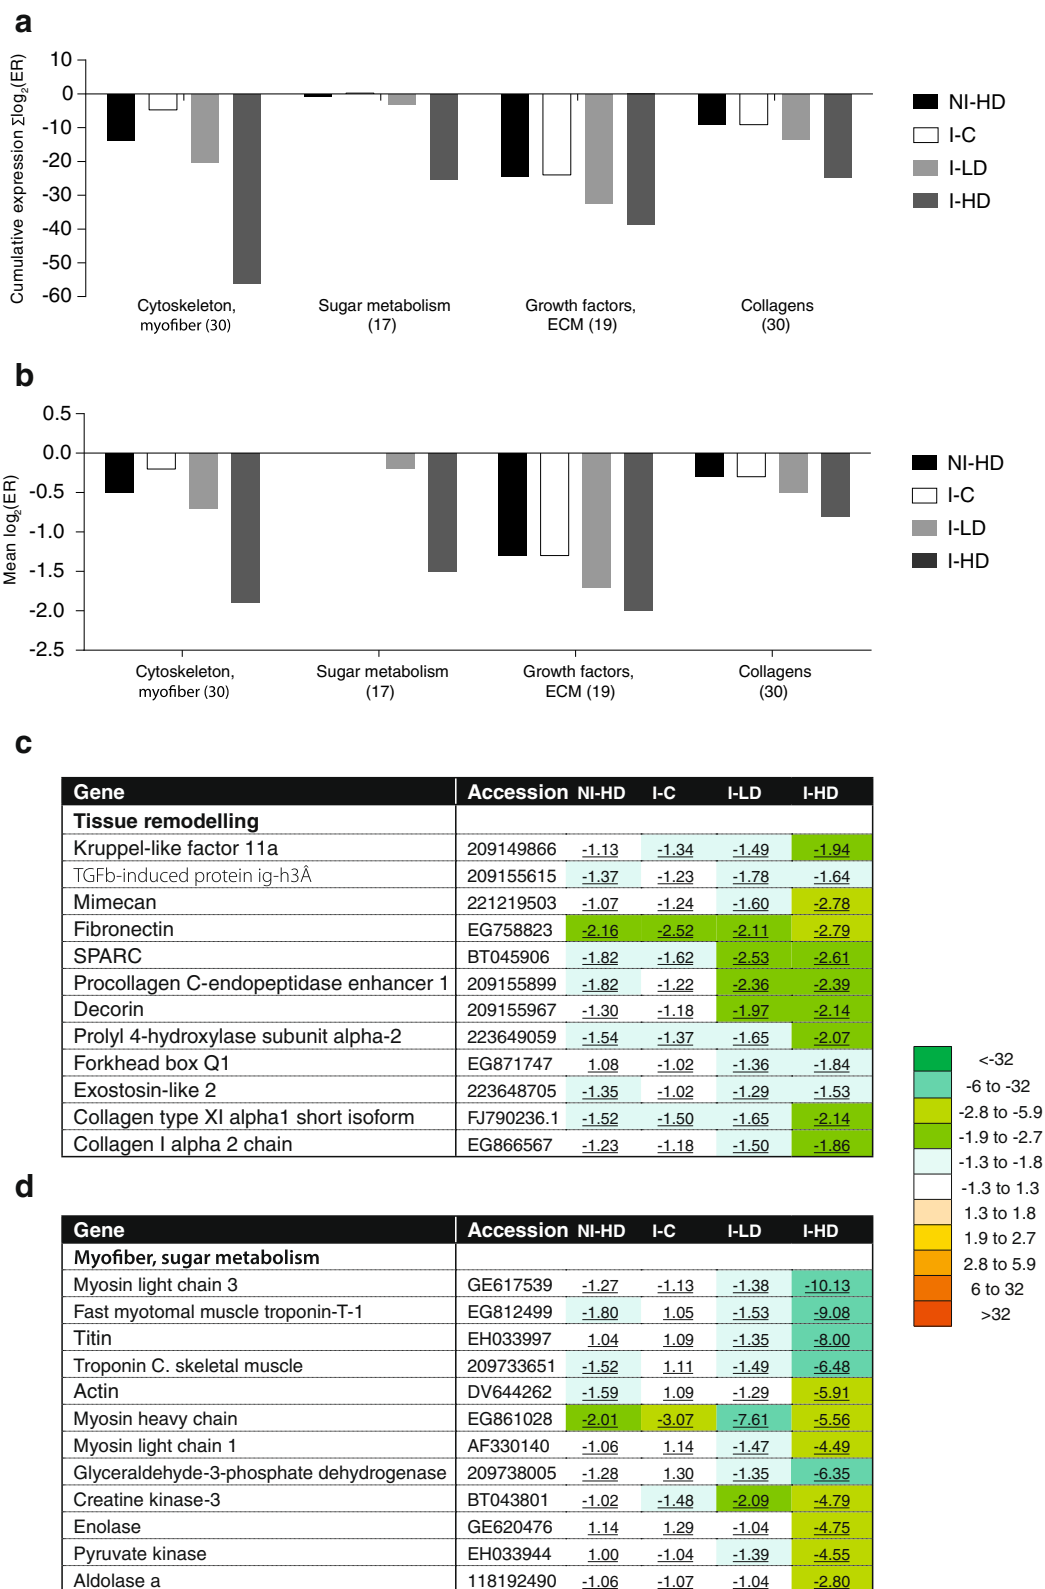 a
Cumulative expression Σlog2(ER)
10
0
-10
-20
-30
-40
-50
-60
Cytoskeleton, myofiber (30)
Sugar metabolism (17)
Growth factors, ECM (19)
Collagens (30)
NI-HD
I-C
I-LD
I-HD
b
Mean log2(ER)
0.5
0.0
-0.5
-1.0
-1.5
-2.0
-2.5
Cytoskeleton, myofiber (30)
Sugar metabolism (17)
Growth factors, ECM (19)
Collagens (30)
NI-HD
I-C
I-LD
I-HD
c
Gene Accession NI-HD I-C I-LD I-HD
Tissue remodelling
Kruppel-like factor 11a 209149866 -1.13 -1.34 -1.49 -1.94
TGFb-induced protein ig-h3Â 209155615 -1.37 -1.23 -1.78 -1.64
Mimecan 221219503 -1.07 -1.24 -1.60 -2.78
Fibronectin EG758823 -2.16 -2.52 -2.11 -2.79
SPARC BT045906 -1.82 -1.62 -2.53 -2.61
Procollagen C-endopeptidase enhancer 1 209155899 -1.82 -1.22 -2.36 -2.39
Decorin 209155967 -1.30 -1.18 -1.97 -2.14
Prolyl 4-hydroxylase subunit alpha-2 223649059 -1.54 -1.37 -1.65 -2.07
Forkhead box Q1 EG871747 1.08 -1.02 -1.36 -1.84
Exostosin-like 2 223648705 -1.35 -1.02 -1.29 -1.53
Collagen type XI alpha1 short isoform FJ790236.1 -1.52 -1.50 -1.65 -2.14
Collagen I alpha 2 chain EG866567 -1.23 -1.18 -1.50 -1.86
<-32
-6 to -32
-2.8 to -5.9
-1.9 to -2.7
-1.3 to -1.8
-1.3 to 1.3
1.3 to 1.8
1.9 to 2.7
2.8 to 5.9
6 to 32
>32
d
Gene Accession NI-HD I-C I-LD I-HD
Myofiber, sugar metabolism
Myosin light chain 3 GE617539 -1.27 -1.13 -1.38 -10.13
Fast myotomal muscle troponin-T-1 EG812499 -1.80 1.05 -1.53 -9.08
Titin EH033997 1.04 1.09 -1.35 -8.00
Troponin C. skeletal muscle 209733651 -1.52 1.11 -1.49 -6.48
Actin DV644262 -1.59 1.09 -1.29 -5.91
Myosin heavy chain EG861028 -2.01 -3.07 -7.61 -5.56
Myosin light chain 1 AF330140 -1.06 1.14 -1.47 -4.49
Glyceraldehyde-3-phosphate dehydrogenase 209738005 -1.28 1.30 -1.35 -6.35
Creatine kinase-3 BT043801 -1.02 -1.48 -2.09 -4.79
Enolase GE620476 1.14 1.29 -1.04 -4.75
Pyruvate kinase EH033944 1.00 -1.04 -1.39 -4.55
Aldolase a 118192490 -1.06 -1.07 -1.04 -2.80